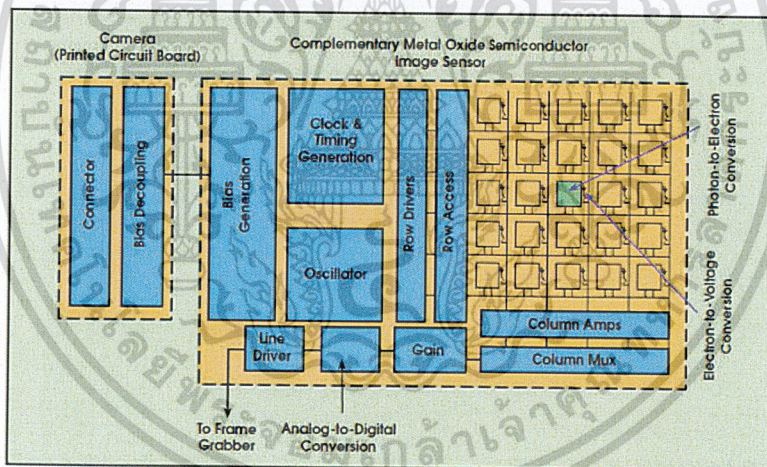 Camera
(Printed Circuit Board)
Complementary Metal Oxide Semiconductor
Image Sensor
Connector
Bias Decoupling
Bias
Generation
Clock &
Timing
Generation
Oscillator
Row Drivers
Row Access
Column Amps
Column Mux
Line
Driver
Gain
To Frame
Grabber
Analog-to-Digital
Conversion
Photon-to-Electron
Conversion
Electron-to-Voltage
Conversion